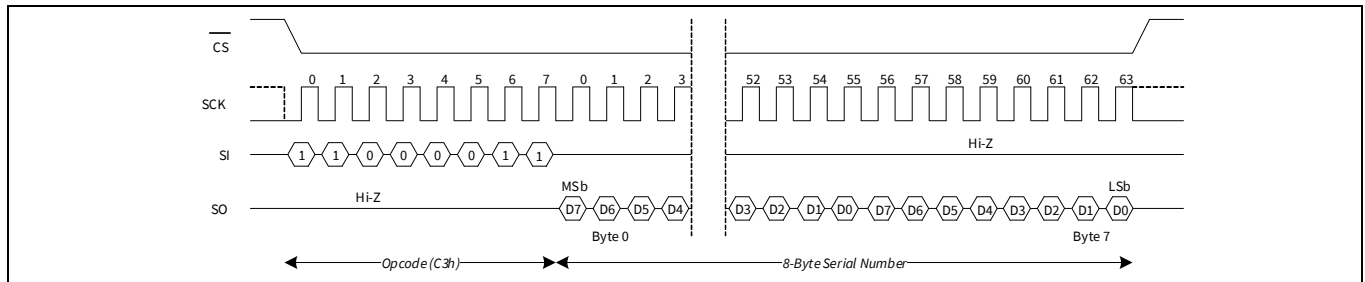 CS
0 1 2 3 4 5 6 7 0 1 2 3 52 53 54 55 56 57 58 59 60 61 62 63
SCK
Hi-Z
SI 1 1 0 0 0 0 1 1
MSb LSb
Hi-Z
SO D7 D6 D5 D4 D3 D2 D1 D0 D7 D6 D5 D4 D3 D2 D1 D0
Byte 0 Byte 7
Opcode (C3h) 8-Byte Serial Number